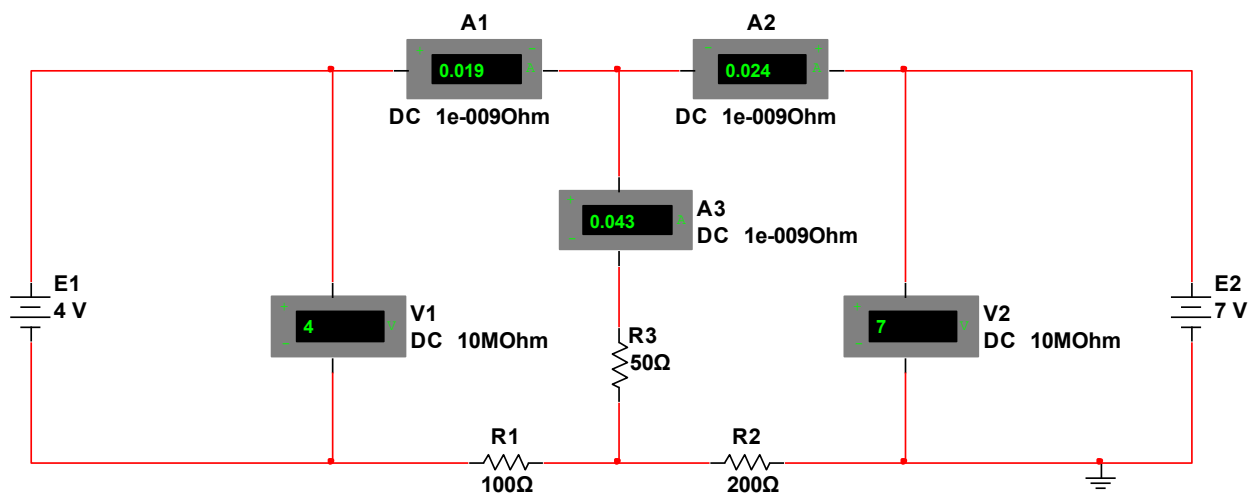 A1
0.019 A
DC 1e-009Ohm
A2
0.024 A
DC 1e-009Ohm
0.043 A
A3
DC 1e-009Ohm
E1
4 V
4 V
V1
DC 10MOhm
R3
50Ω
7 V
V2
DC 10MOhm
E2
7 V
R1
100Ω
R2
200Ω